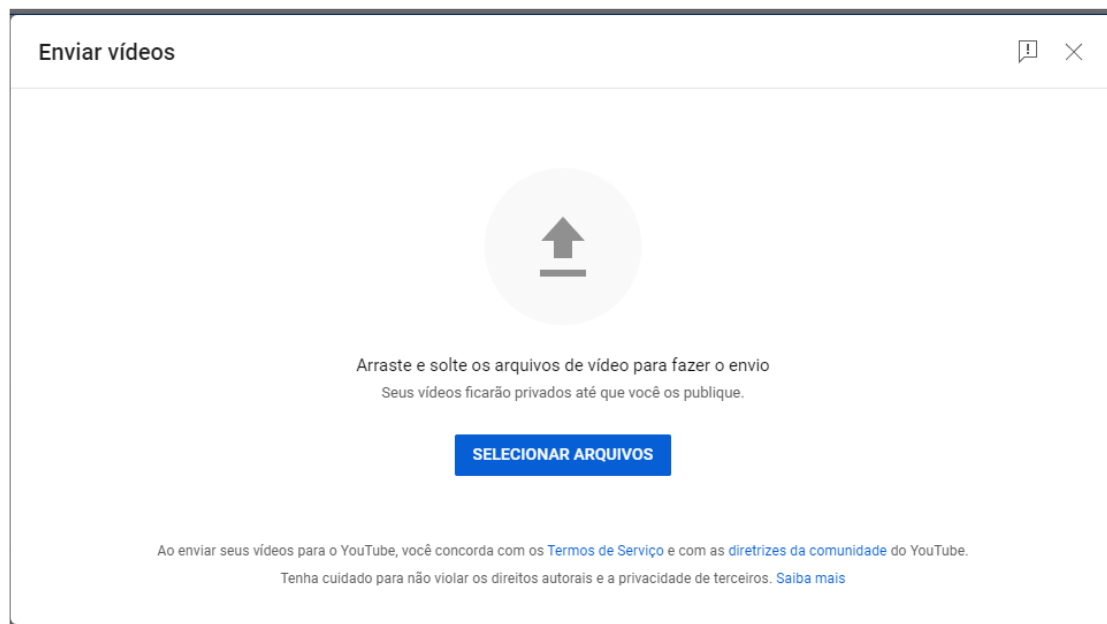 Enviar vídeos
Arraste e solte os arquivos de vídeo para fazer o envio
Seus vídeos ficarão privados até que você os publique.
SELECIONAR ARQUIVOS
Ao enviar seus vídeos para o YouTube, você concorda com os Termos de Serviço e com as diretrizes da comunidade do YouTube.
Tenha cuidado para não violar os direitos autorais e a privacidade de terceiros. Saiba mais